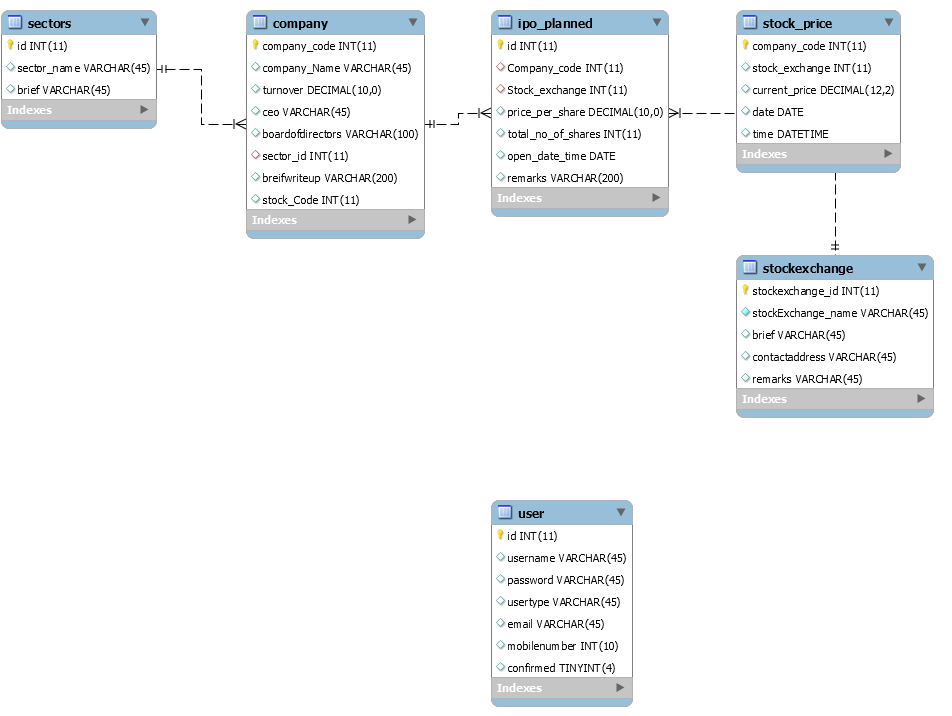 sectors
id INT(11)
sector_name VARCHAR(45)
brief VARCHAR(45)
Indexes
company
company_code INT(11)
company_Name VARCHAR(45)
turnover DECIMAL(10,0)
ceo VARCHAR(45)
boardofdirectors VARCHAR(100)
sector_id INT(11)
breifwriteup VARCHAR(200)
stock_Code INT(11)
Indexes
ipo_planned
id INT(11)
Company_code INT(11)
Stock_exchange INT(11)
price_per_share DECIMAL(10,0)
total_no_of_shares INT(11)
open_date_time DATE
remarks VARCHAR(200)
Indexes
stock_price
company_code INT(11)
stock_exchange INT(11)
current_price DECIMAL(12,2)
date DATE
time DATETIME
Indexes
stockexchange
stockexchange_id INT(11)
stockExchange_name VARCHAR(45)
brief VARCHAR(45)
contactaddress VARCHAR(45)
remarks VARCHAR(45)
Indexes
user
id INT(11)
username VARCHAR(45)
password VARCHAR(45)
usertype VARCHAR(45)
email VARCHAR(45)
mobilenumber INT(10)
confirmed TINYINT(4)
Indexes